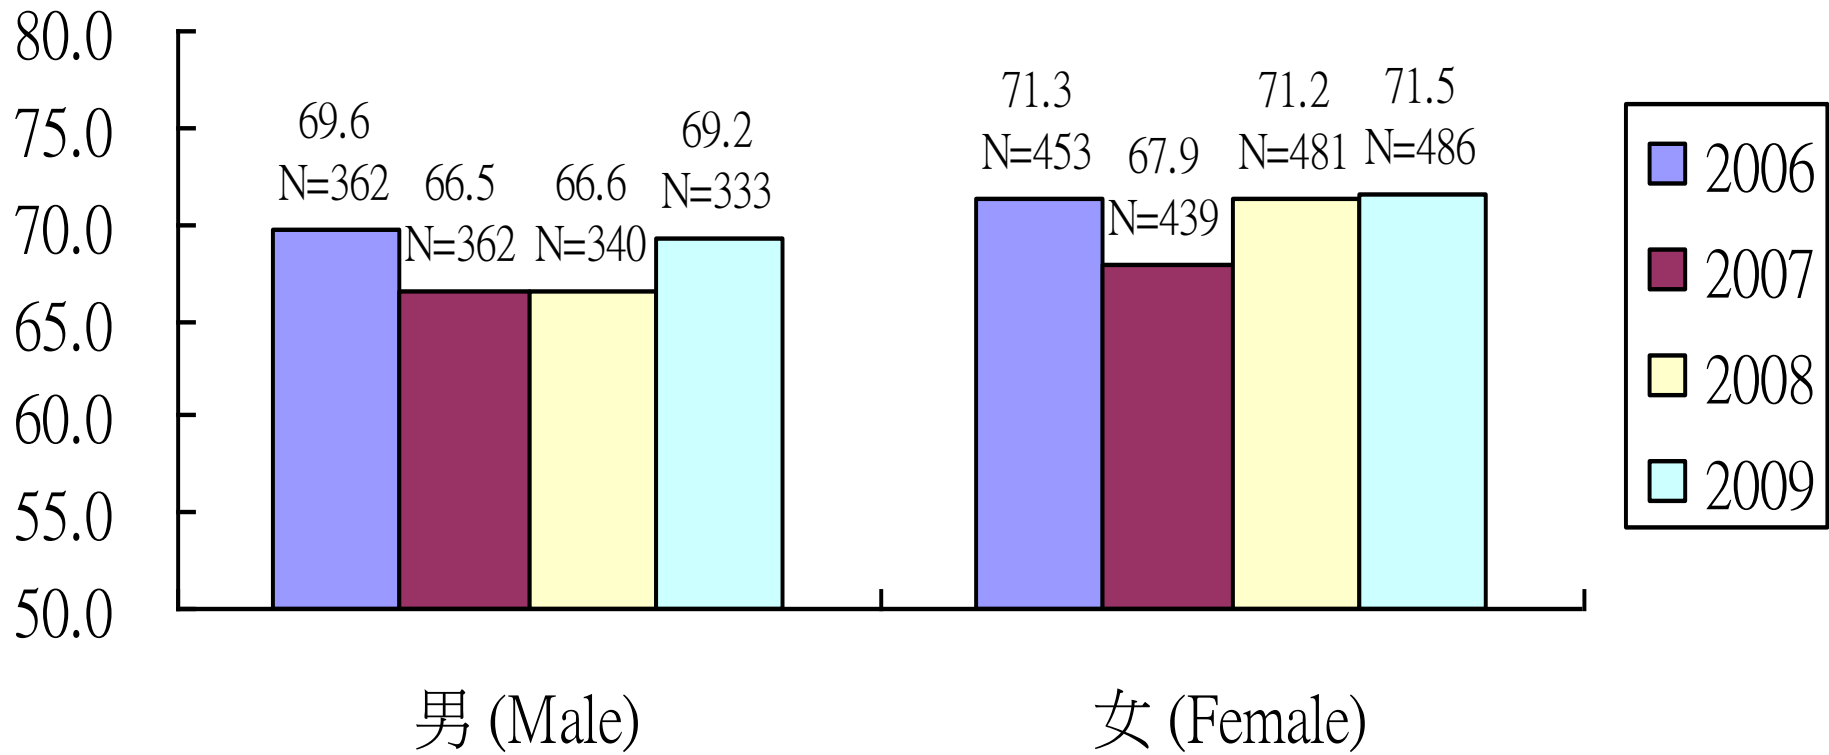 80.0
75.0
70.0
65.0
60.0
55.0
50.0
69.6
N=362
66.5
N=362
66.6
N=340
69.2
N=333
71.3
N=453
67.9
N=439
71.2
N=481
71.5
N=486
男 (Male)
女 (Female)
2006
2007
2008
2009